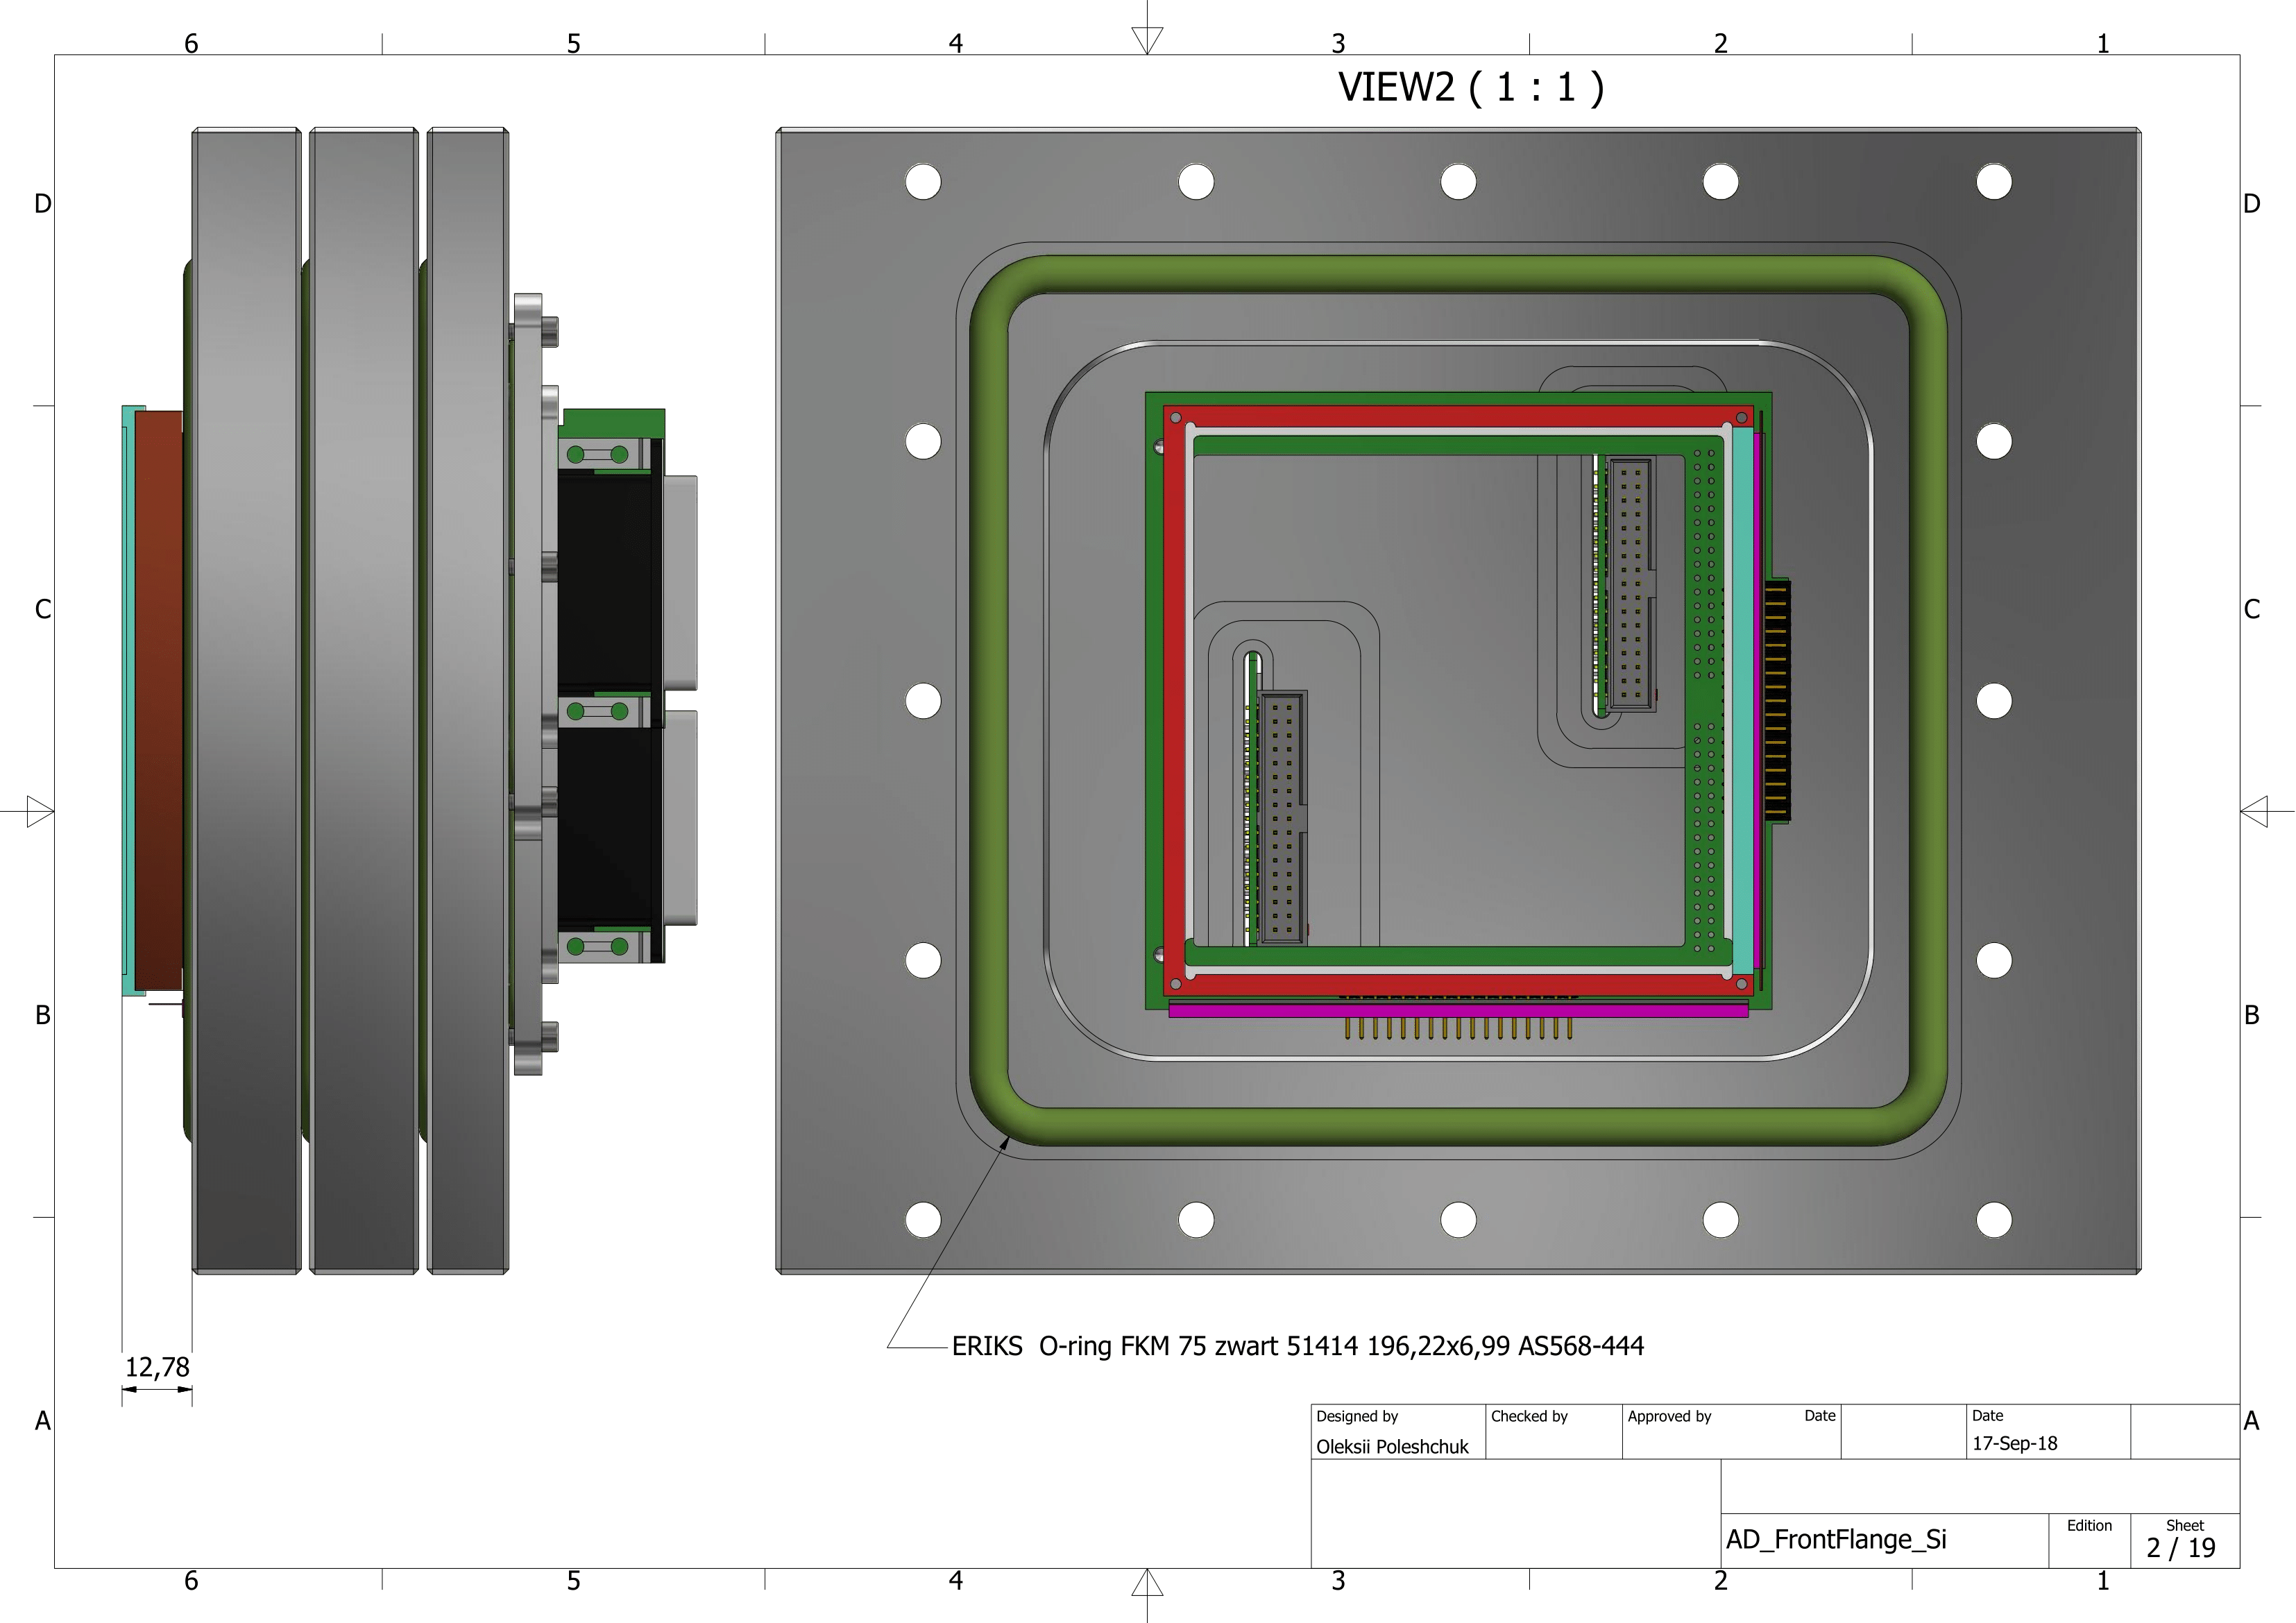 6 5 4 3 2 1
VIEW2 ( 1 : 1 )
D D
C C
B B
ERIKS O-ring FKM 75 zwart 51414 196,22x6,99 AS568-444
12,78
A A
Designed by Checked by Approved by Date Date
Oleksii Poleshchuk 17-Sep-18
AD_FrontFlange_Si Edition Sheet
2 / 19
6 5 4 3 2 1